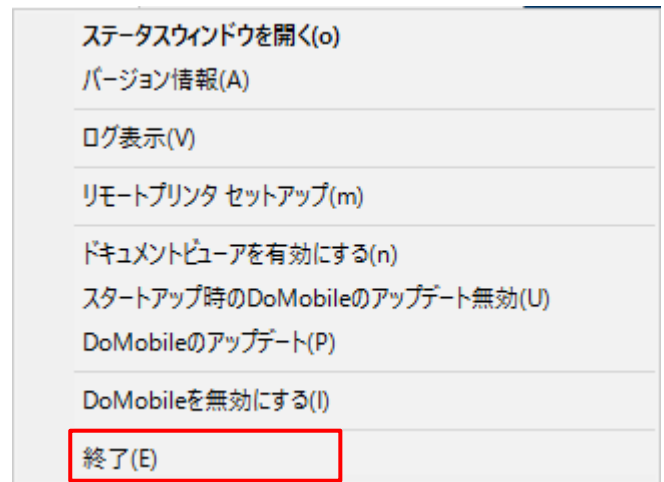 ステータスウィンドウを開く(o)
バージョン情報(A)
ログ表示(V)
リモートプリンタ セットアップ(m)
ドキュメントビューアを有効にする(n)
スタートアップ時のDoMobileのアップデート無効(U)
DoMobileのアップデート(P)
DoMobileを無効にする(I)
終了(E)